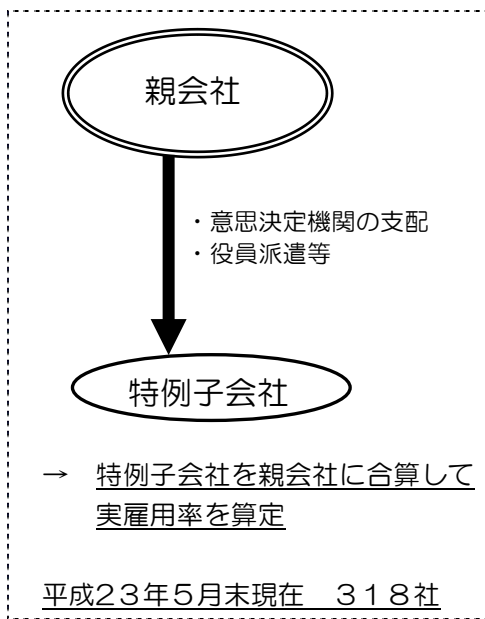 親会社
・意思決定機関の支配
・役員派遣等
特例子会社
→　特例子会社を親会社に合算して
実雇用率を算定
平成２３年５月末現在　３１８社